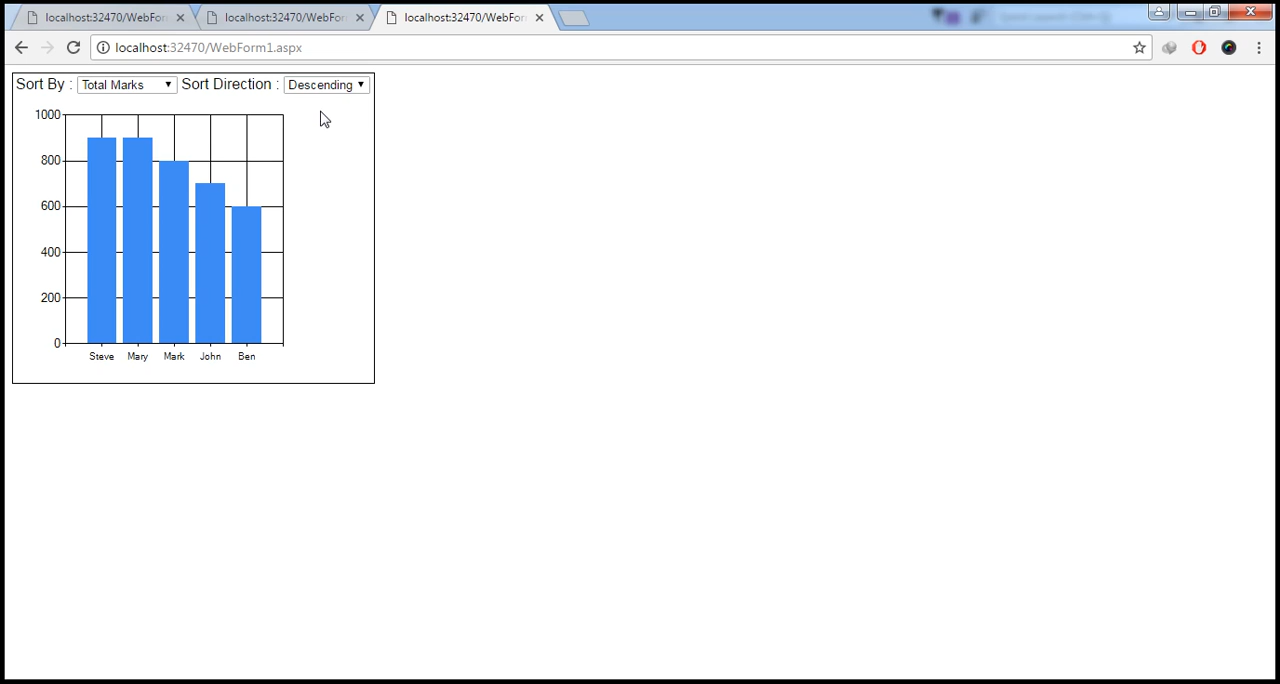 localhost:32470/WebFor
localhost:32470/WebFor
localhost:32470/WebFor
localhost:32470/WebForm1.aspx
Sort By : Total Marks Sort Direction : Descending
1000
800
600
400
200
0
Steve Mary Mark John Ben